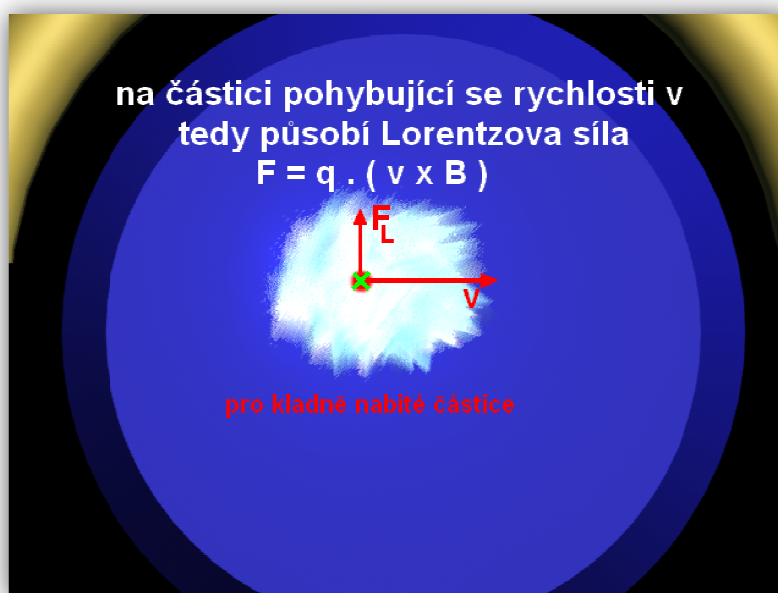 na částici pohybující se rychlosti v
tedy působí Lorentzova síla
F = q . ( v x B )
F
L
v
pro kladně nabité částice